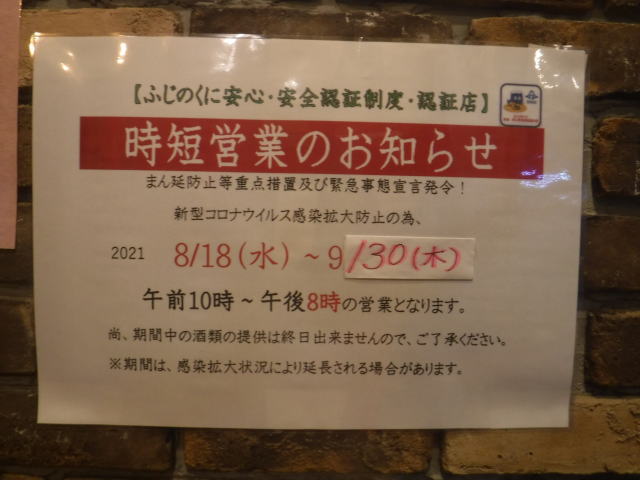 【ふじのくに安心・安全認証制度・認証店】
時短営業のお知らせ
まん延防止等重点措置及び緊急事態宣言発令！
新型コロナウイルス感染拡大防止の為、
2021 8/18(水)～9/30(木)
午前10時～午後8時の営業となります。
尚、期間中の酒類の提供は終日出来ませんので、ご了承ください。
※期間は、感染拡大状況により延長される場合があります。